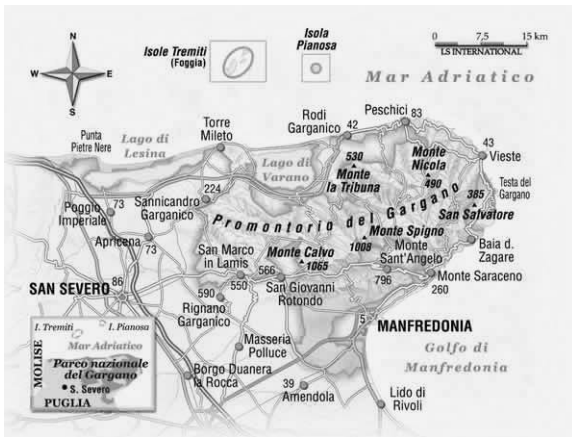 N
W
E
S
Isole Tremiti
(Foggia)
Isola
Pianosa
0 7,5 15 km
LS INTERNATIONAL
Mar Adriatico
Peschici
83
Rodi
Garganico
42
Torre
Mileto
Lago di
Lesina
Punta
Pietre Nere
Lago di
Varano
530
Monte
la Tribuna
Monte
Nicola
490
43
Vieste
Testa del
Gargano
385
San Salvatore
224
Sannicandro
Garganico
73
Poggio
Imperiale
Apricena
73
Promontorio del Gargano
Monte Spigno
1008
Baia d.
Zagare
San Marco
in Lamis
550
Monte Calvo
1065
566
San Giovanni
Rotondo
Monte
Sant'Angelo
796
Monte Saraceno
260
86
SAN SEVERO
590
Rignano
Garganico
5
MANFREDONIA
Golfo di
Manfredonia
Masseria
Polluce
Borgo Duanera
la Rocca
39
Amendola
Lido di
Rivoli
I. Tremiti
I. Pianosa
Mar Adriatico
MOLISE
Parco nazionale
del Gargano
S. Severo
PUGLIA